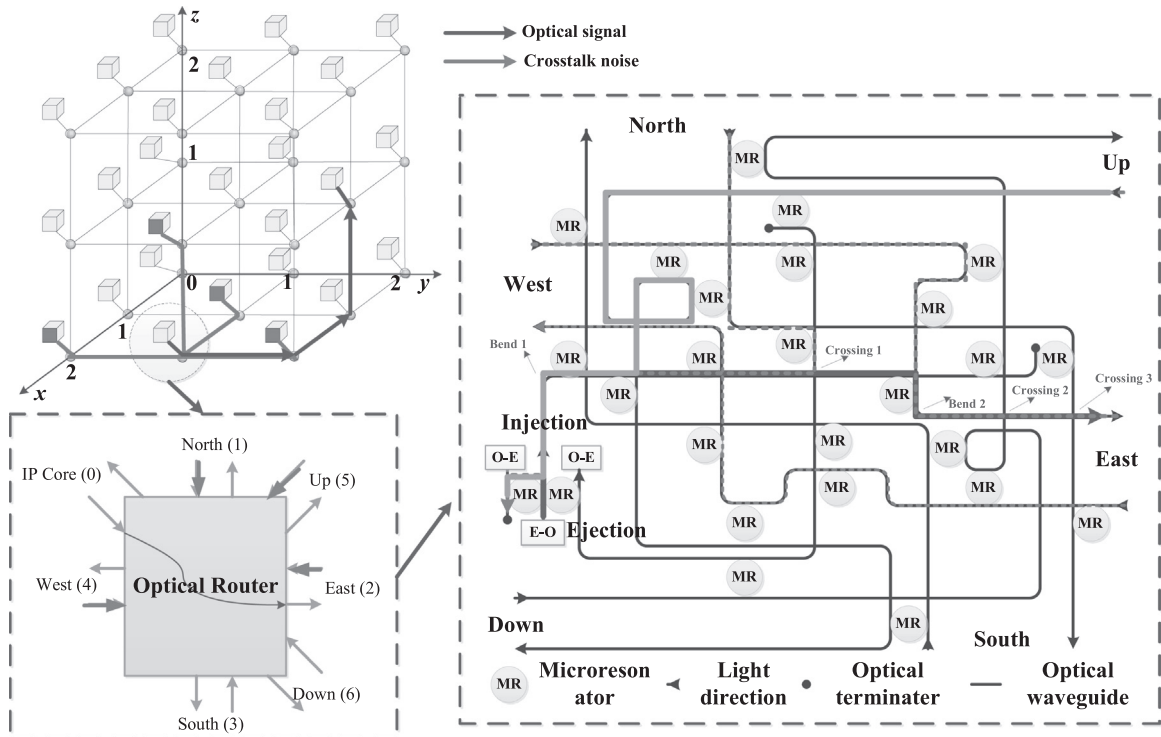 z
Optical signal
Crosstalk noise
2
1
0
1
2
y
1
2
x
North
MR
Up
MR
MR
MR
MR
MR
West
MR
MR
MR
Bend 1
MR
MR
Crossing 1
MR
MR
MR
MR
Bend 2
Crossing 2
Crossing 3
Injection
MR
MR
MR
O-E
O-E
East
MR
MR
MR
MR
MR
MR
E-O
Ejection
MR
Down
MR
South
MR
Microreson
ator
Light
direction
Optical
terminater
Optical
waveguide
North (1)
IP Core (0)
Up (5)
West (4)
Optical Router
East (2)
Down (6)
South (3)